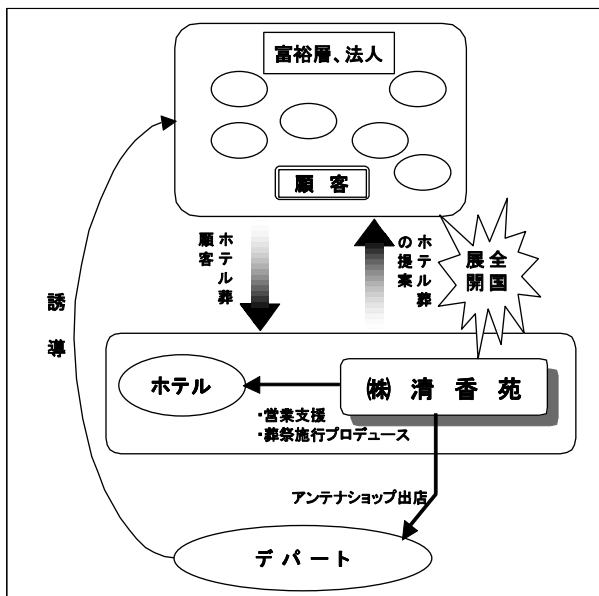 富裕層、法人
顧 客
ホテル葬
顧客
ホテル葬
の提案
全国
展開
誘
導
ホテル
㈱ 清 香 苑
・営業支援
・葬祭施行プロデュース
アンテナショップ出店
デ パ ー ト